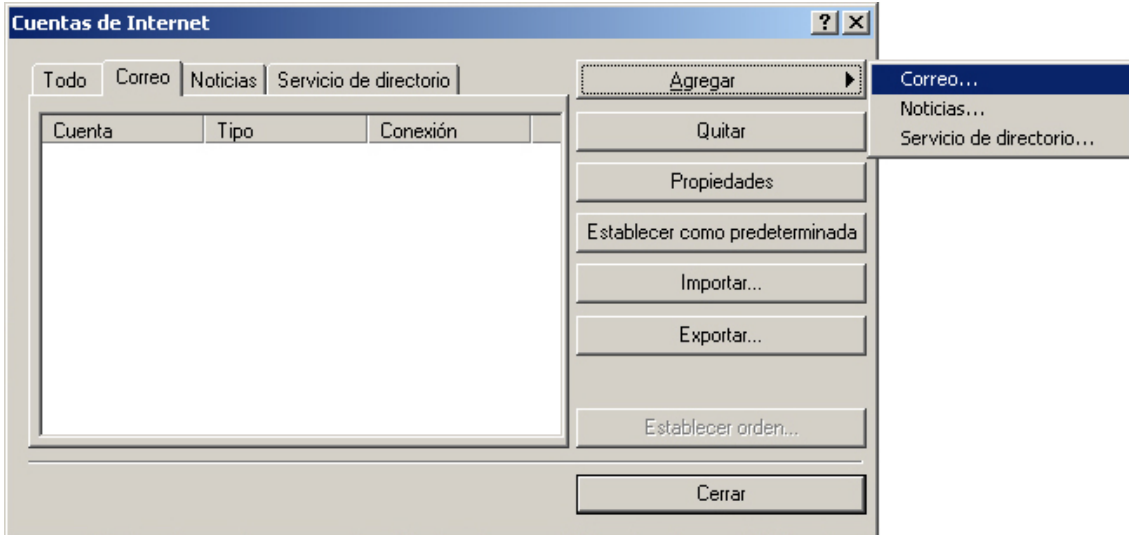 Cuentas de Internet
Todo Correo Noticias Servicio de directorio
Cuenta Tipo Conexión
Agregar
Quitar
Propiedades
Establecer como predeterminada
Importar...
Exportar...
Establecer orden...
Cerrar
Correo...
Noticias...
Servicio de directorio...